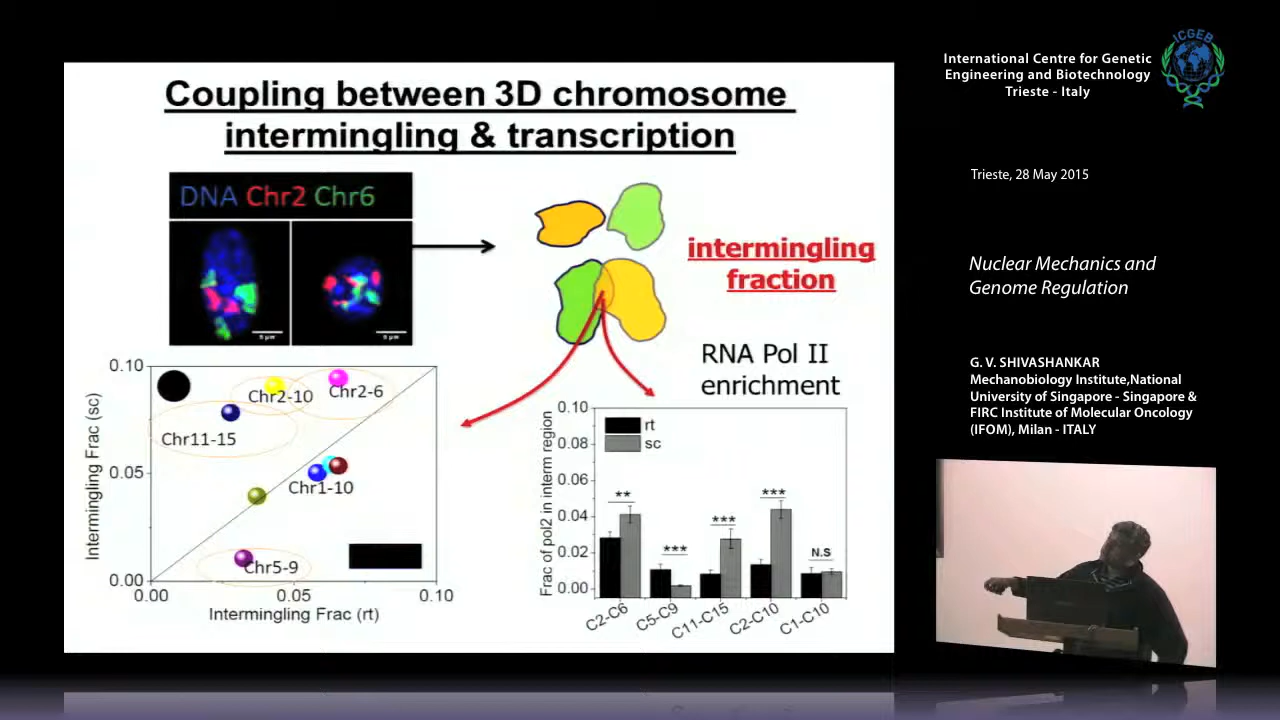 Coupling between 3D chromosome
intermingling & transcription
DNA Chr2 Chr6
5 μm
5 μm
intermingling
fraction
RNA Pol II
enrichment
Intermingling Frac (sc)
0.10
0.05
0.00
Chr2-10
Chr2-6
Chr11-15
Chr1-10
Chr5-9
0.00
0.05
0.10
Intermingling Frac (rt)
Frac of pol2 in interm region
0.10
0.08
0.06
0.04
0.02
0.00
rt
sc
**
***
***
***
N.S
C2-C6
C5-C9
C11-C15
C2-C10
C1-C10
International Centre for Genetic
Engineering and Biotechnology
Trieste - Italy
ICGEB
Trieste, 28 May 2015
Nuclear Mechanics and
Genome Regulation
G. V. SHIVASHANKAR
Mechanobiology Institute,National
University of Singapore - Singapore &
FIRC Institute of Molecular Oncology
(IFOM), Milan - ITALY